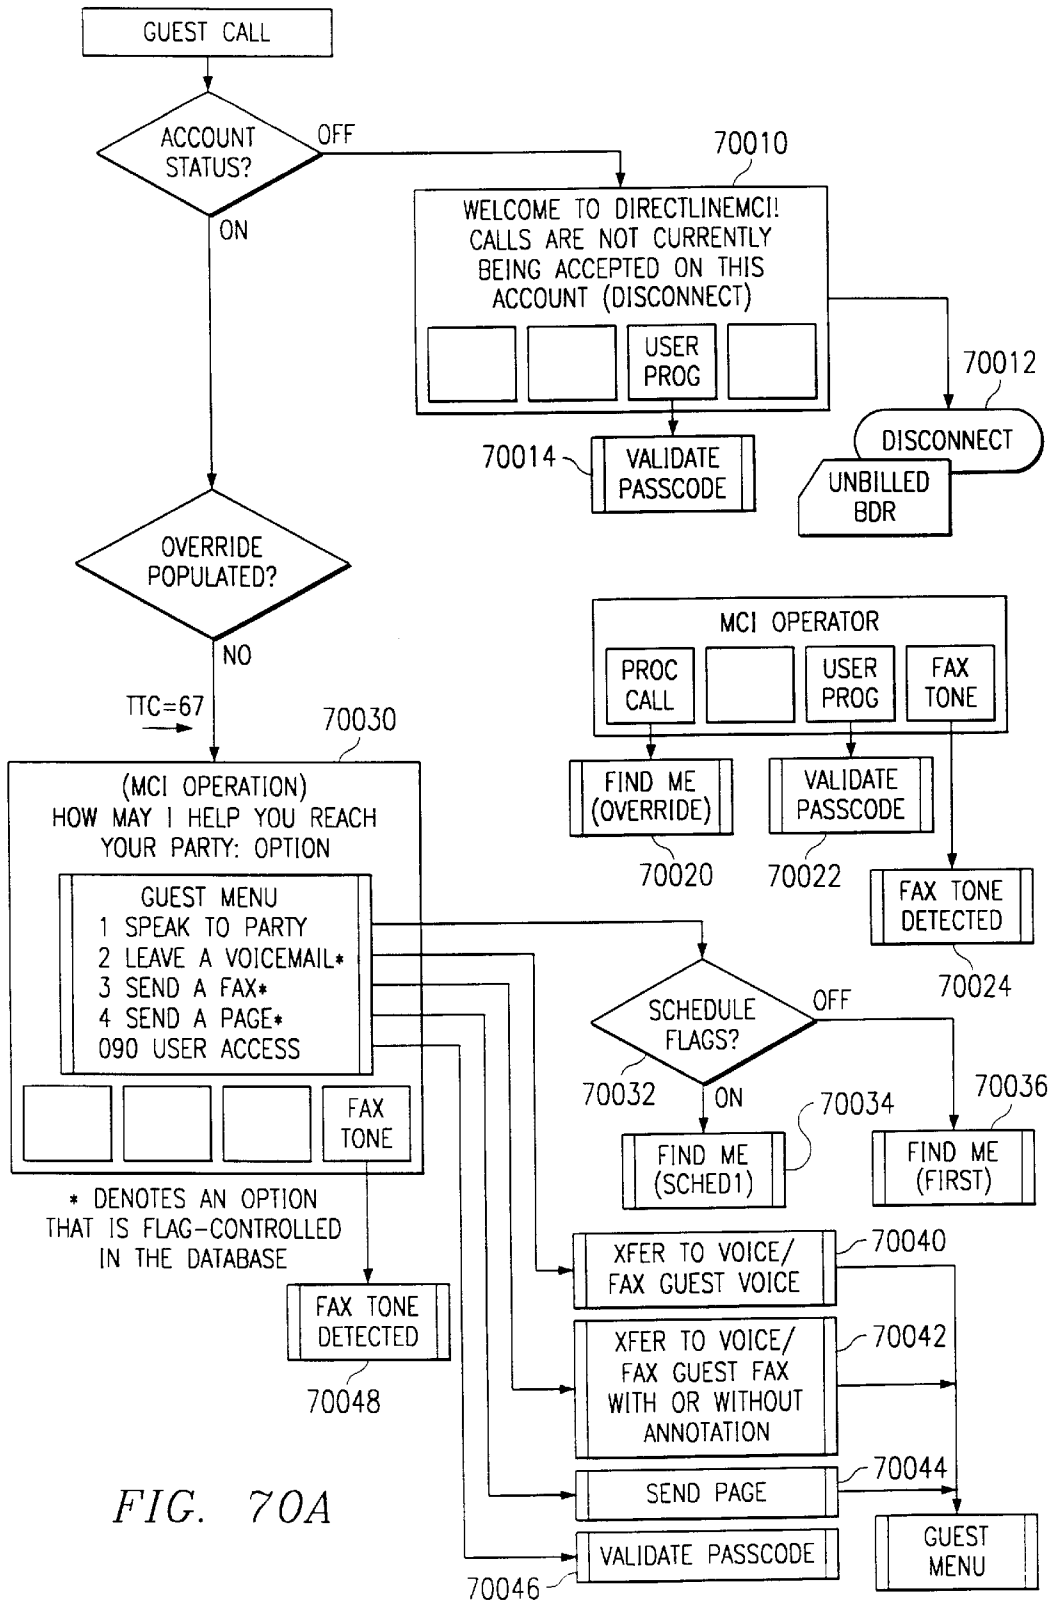 GUEST CALL
ACCOUNT
STATUS?
OFF
ON
70010
WELCOME TO DIRECTLINEMCI!
CALLS ARE NOT CURRENTLY
BEING ACCEPTED ON THIS
ACCOUNT (DISCONNECT)
USER
PROG
70012
DISCONNECT
UNBILLED
BDR
70014
VALIDATE
PASSCODE
OVERRIDE
POPULATED?
NO
TTC=67
70030
MCI OPERATOR
PROC
CALL
USER
PROG
FAX
TONE
FIND ME
(OVERRIDE)
70020
VALIDATE
PASSCODE
70022
FAX TONE
DETECTED
70024
(MCI OPERATION)
HOW MAY I HELP YOU REACH
YOUR PARTY: OPTION
GUEST MENU
1 SPEAK TO PARTY
2 LEAVE A VOICEMAIL*
3 SEND A FAX*
4 SEND A PAGE*
090 USER ACCESS
FAX
TONE
* DENOTES AN OPTION
THAT IS FLAG-CONTROLLED
IN THE DATABASE
FAX TONE
DETECTED
70048
SCHEDULE
FLAGS?
OFF
70032
ON
70034
FIND ME
(SCHED1)
70036
FIND ME
(FIRST)
XFER TO VOICE/
FAX GUEST VOICE
70040
XFER TO VOICE/
FAX GUEST FAX
WITH OR WITHOUT
ANNOTATION
70042
SEND PAGE
70044
VALIDATE PASSCODE
70046
GUEST
MENU
FIG. 70A